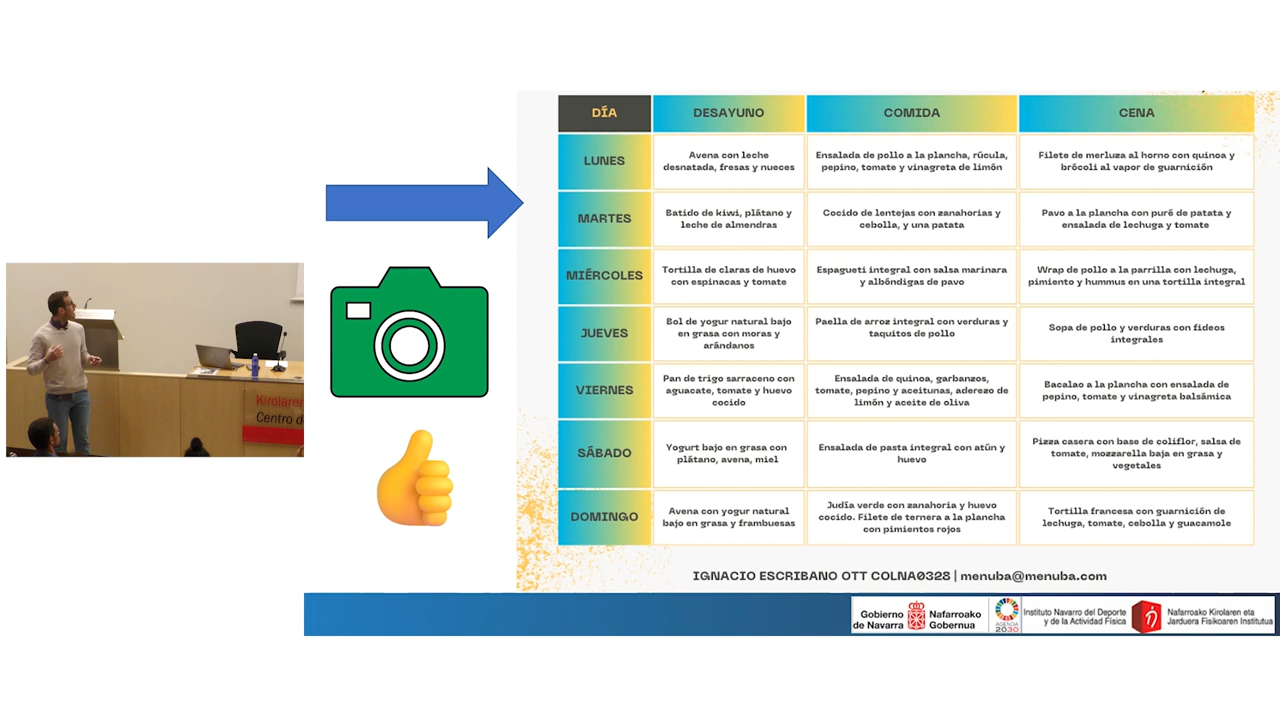 DÍA
DESAYUNO
COMIDA
CENA
LUNES
Avena con leche
desnatada, fresas y nueces
Ensalada de pollo a la plancha, rúcula,
pepino, tomate y vinagreta de limón
Filete de merluza al horno con quinoa y
brócoli al vapor de guarnición
MARTES
Batido de kiwi, plátano y
leche de almendras
Cocido de lentejas con zanahorias y
cebolla, y una patata
Pavo a la plancha con puré de patata y
ensalada de lechuga y tomate
MIÉRCOLES
Tortilla de claras de huevo
con espinacas y tomate
Espagueti integral con salsa marinara
y albóndigas de pavo
Wrap de pollo a la parrilla con lechuga,
pimiento y hummus en una tortilla integral
JUEVES
Bol de yogur natural bajo
en grasa con moras y
arándanos
Paella de arroz integral con verduras y
taquitos de pollo
Sopa de pollo y verduras con fideos
integrales
VIERNES
Pan de trigo sarraceno con
aguacate, tomate y huevo
cocido
Ensalada de quinoa, garbanzos,
tomate, pepino y aceitunas, aderezo de
limón y aceite de oliva
Bacalao a la plancha con ensalada de
pepino, tomate y vinagreta balsámica
SÁBADO
Yogurt bajo en grasa con
plátano, avena, miel
Ensalada de pasta integral con atún y
huevo
Pizza casera con base de coliflor, salsa de
tomate, mozzarella baja en grasa y
vegetales
DOMINGO
Avena con yogur natural
bajo en grasa y frambuesas
Judía verde con zanahoria y huevo
cocido. Filete de ternera a la plancha
con pimientos rojos
Tortilla francesa con guarnición de
lechuga, tomate, cebolla y guacamole
IGNACIO ESCRIBANO OTT COLNA0328 | menuba@menuba.com
Kirolaren
Centro d
Gobierno
de Navarra
Nafarroako
Gobernua
AGENDA
2030
Instituto Navarro del Deporte
y de la Actividad Física
Nafarroako Kirolaren eta
Jarduera Fisikoaren Institutua